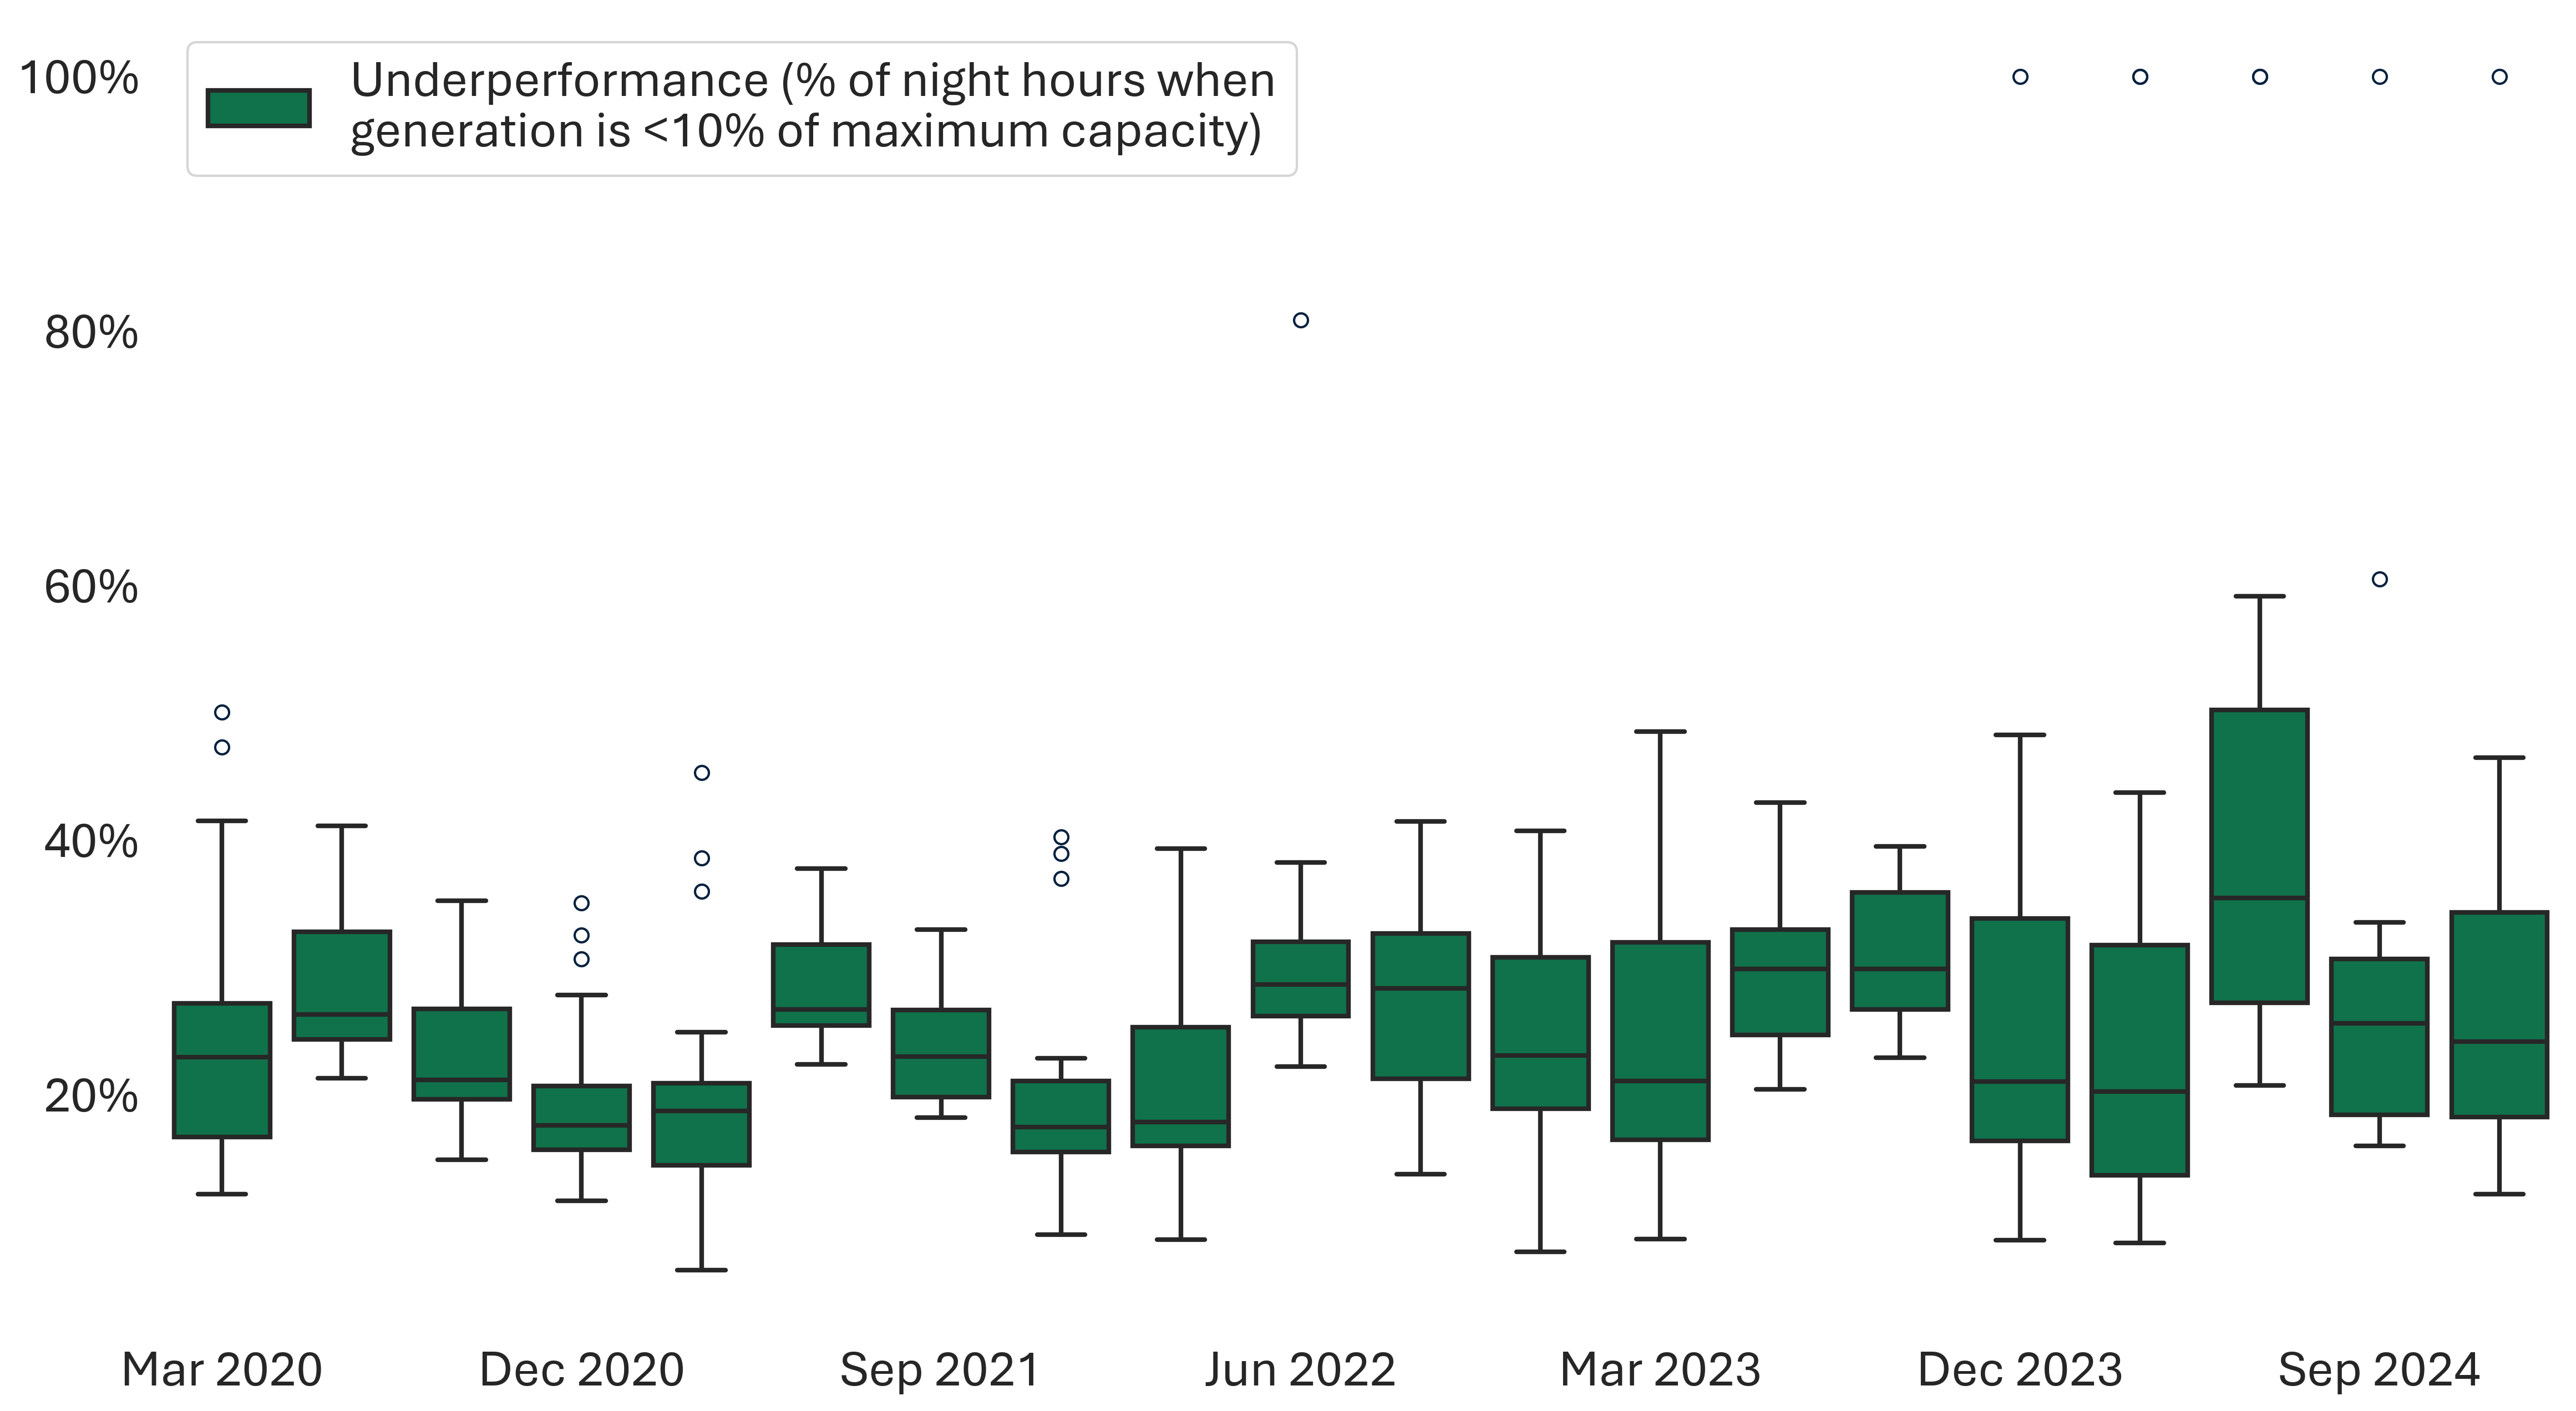 100%
Underperformance (% of night hours when
generation is <10% of maximum capacity)
80%
60%
40%
20%
Mar 2020
Dec 2020
Sep 2021
Jun 2022
Mar 2023
Dec 2023
Sep 2024